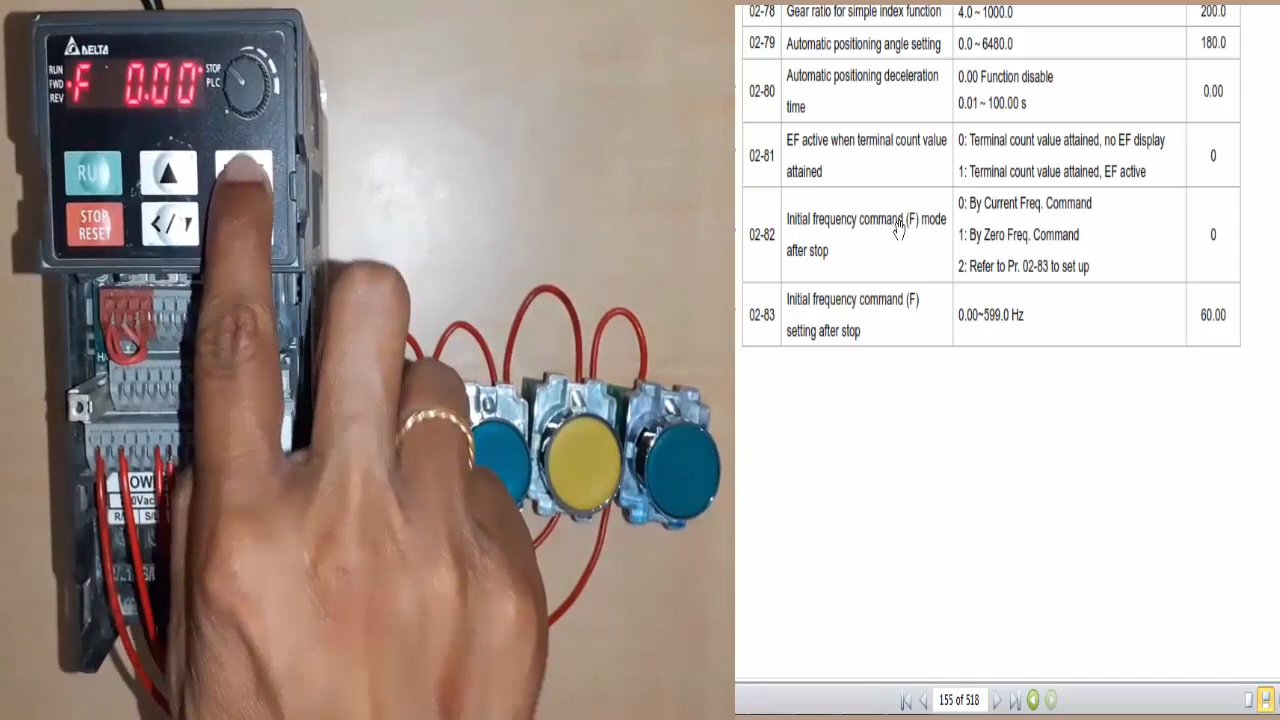 DELTA
RUN
FWD
REV
F 0.00
STOP
PLC
RU
STOP
RESET
OW
R/
S/L
02-78 Gear ratio for simple index function 4.0 ~ 1000.0 200.0
02-79 Automatic positioning angle setting 0.0 ~ 6480.0 180.0
02-80 Automatic positioning deceleration time 0.00 Function disable 0.00
0.01 ~ 100.00 s
02-81 EF active when terminal count value attained 0: Terminal count value attained, no EF display 0
1: Terminal count value attained, EF active
02-82 Initial frequency command (F) mode after stop 0: By Current Freq. Command 0
1: By Zero Freq. Command
2: Refer to Pr. 02-83 to set up
02-83 Initial frequency command (F) setting after stop 0.00~599.0 Hz 60.00
155 of 518